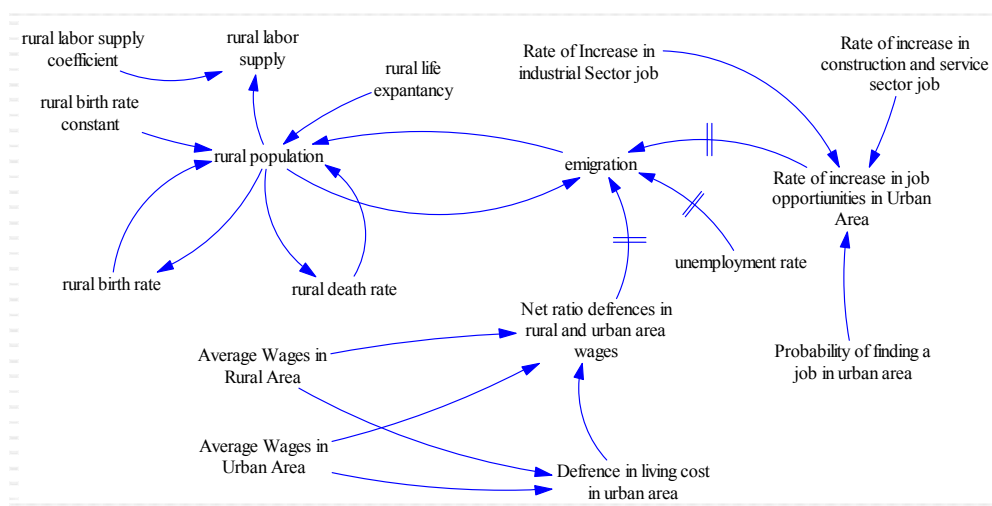 rural labor supply
coefficient
rural labor
supply
rural life
expantancy
Rate of Increase in
industrial Sector job
Rate of increase in
construction and service
sector job
rural birth rate
constant
rural population
emigration
Rate of increase in job
opportiunities in Urban
Area
rural birth rate
rural death rate
unemployment rate
Net ratio defrences in
rural and urban area
wages
Average Wages in
Rural Area
Probability of finding a
job in urban area
Average Wages in
Urban Area
Defrence in living cost
in urban area